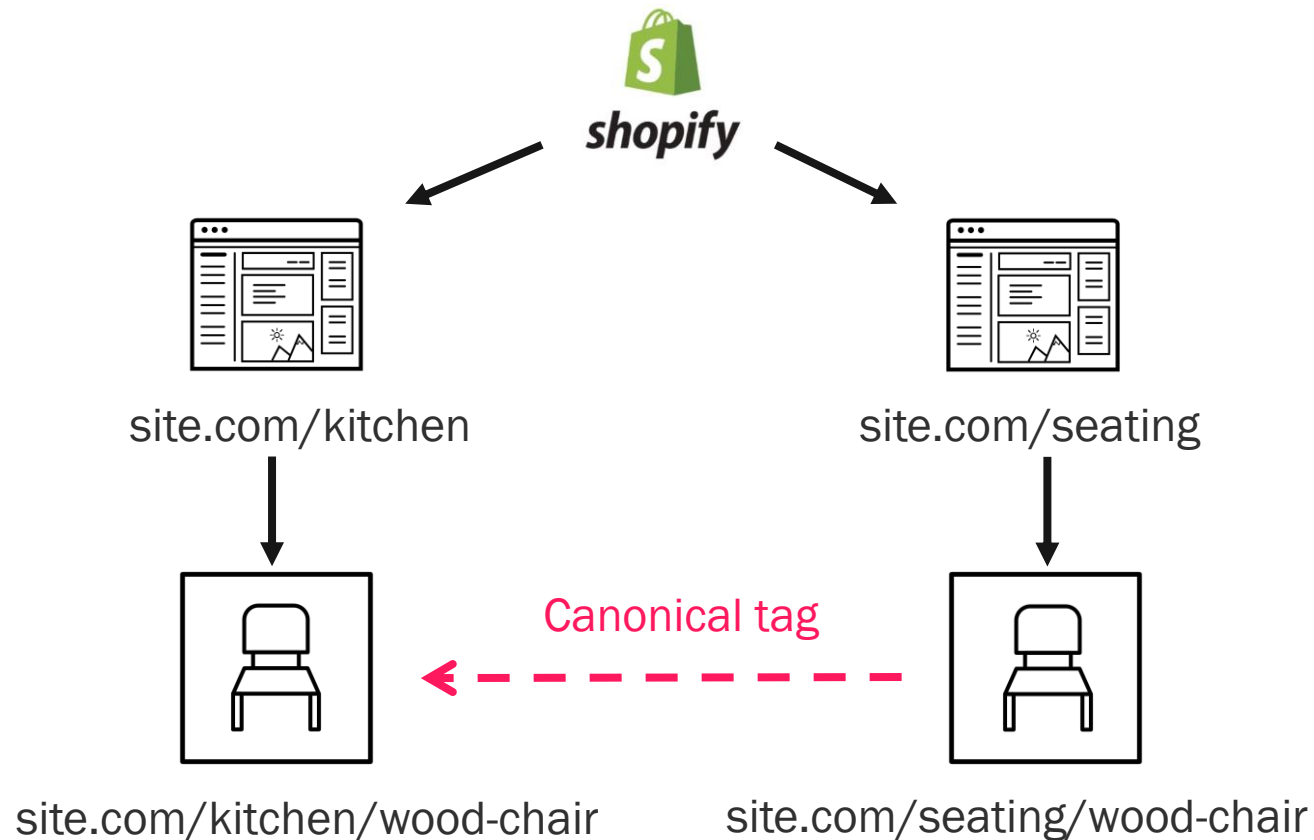 S
shopify
site.com/kitchen
site.com/seating
Canonical tag
site.com/kitchen/wood-chair
site.com/seating/wood-chair